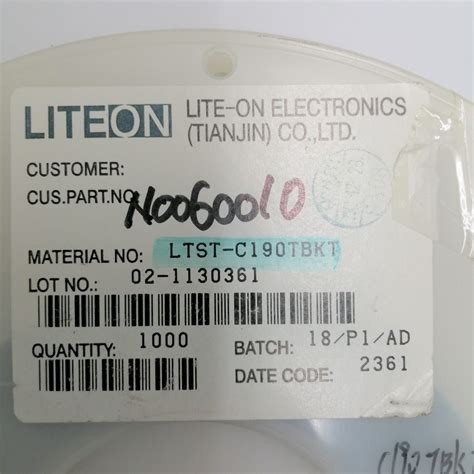 LITEON LITE-ON ELECTRONICS
(TIANJIN) CO.,LTD.
CUSTOMER:
CUS.PART.NO N0060010
MATERIAL NO: LTST-C190TBKT
LOT NO.: 02-1130361
QUANTITY: 1000 BATCH: 18/P1/AD
DATE CODE: 2361